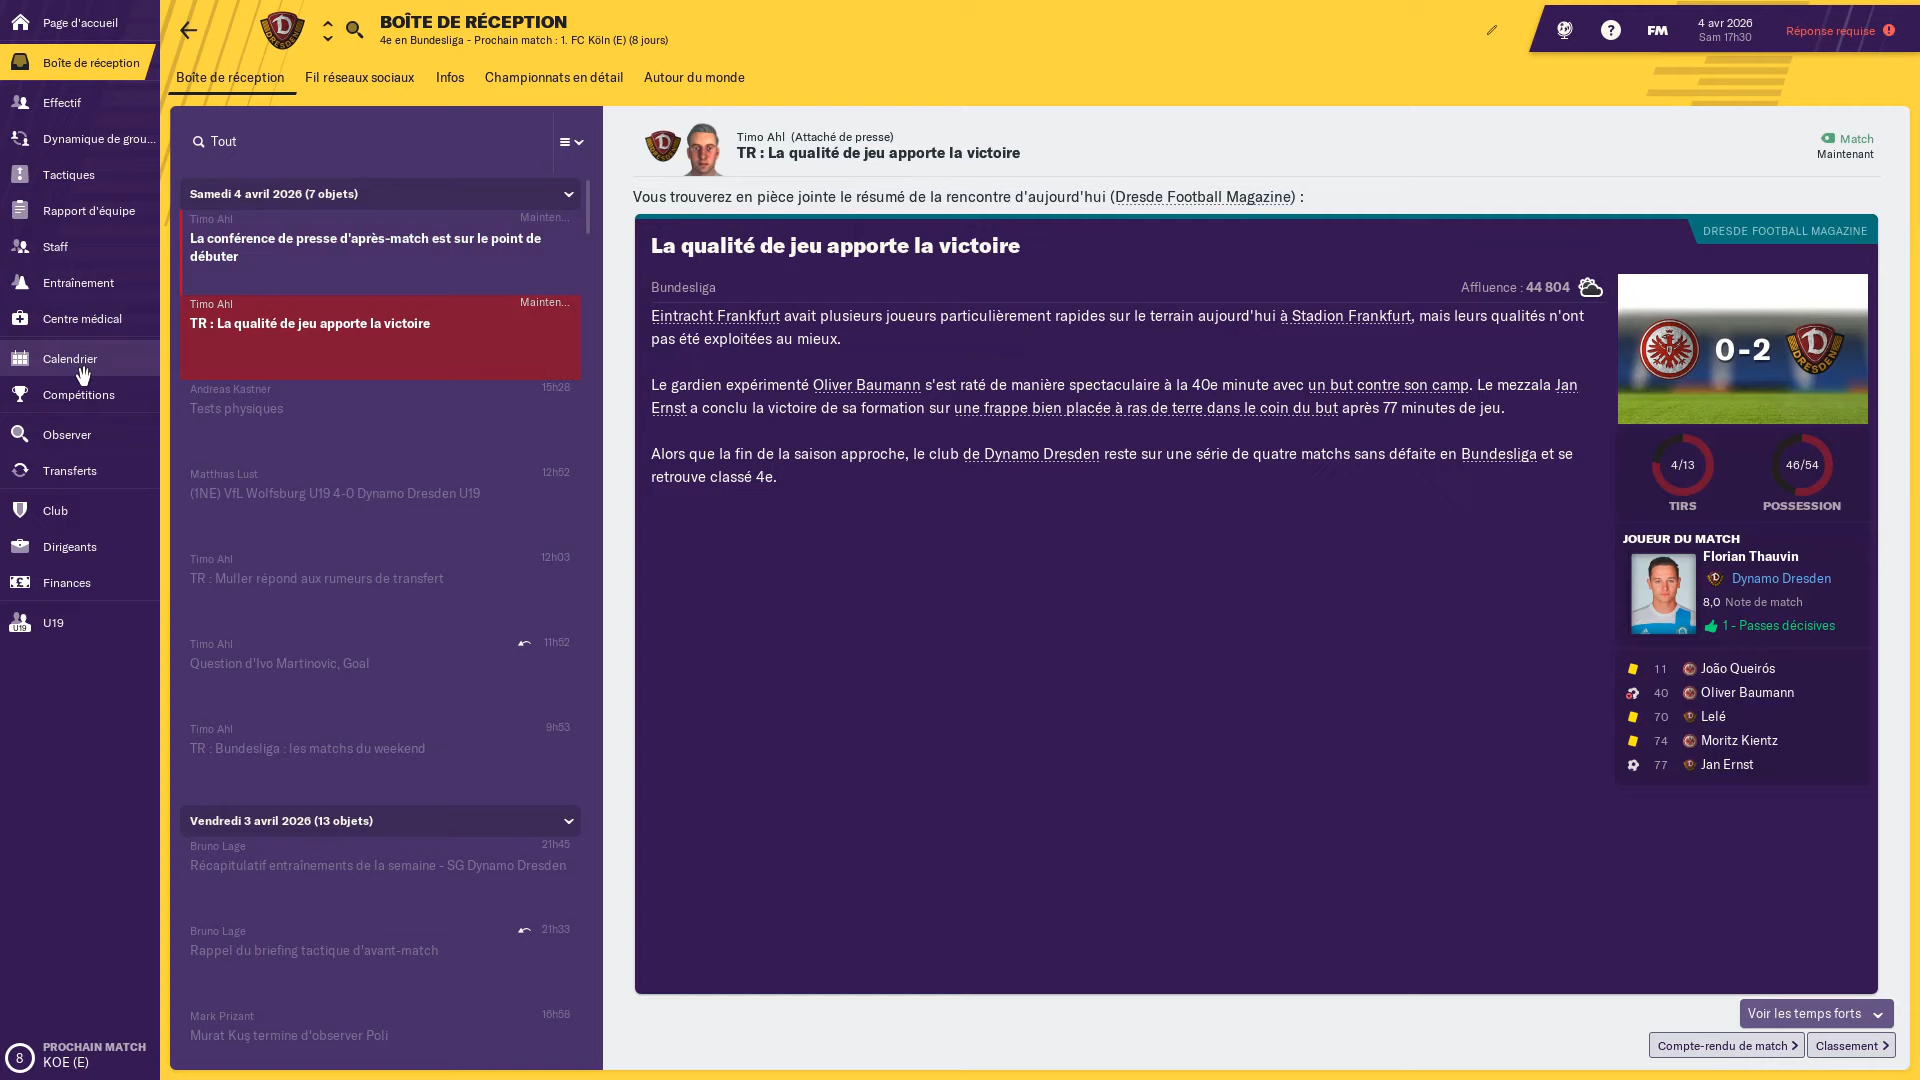 Page d'accueil
Boîte de réception
Effectif
Dynamique de grou...
Tactiques
Rapport d'équipe
Staff
Entraînement
Centre médical
Calendrier
Compétitions
Observer
Transferts
Club
Dirigeants
Finances
U19
U19
8
PROCHAIN MATCH
KOE (E)
BOÎTE DE RÉCEPTION
4e en Bundesliga - Prochain match : 1. FC Köln (E) (8 jours)
?
FM
4 avr 2026
Sam 17h30
Réponse requise
Boîte de réception
Fil réseaux sociaux
Infos
Championnats en détail
Autour du monde
Tout
Samedi 4 avril 2026 (7 objets)
Timo Ahl
Mainten...
La conférence de presse d'après-match est sur le point de
débuter
Timo Ahl
Mainten...
TR : La qualité de jeu apporte la victoire
Andreas Kastner
15h28
Tests physiques
Matthias Lust
12h52
(1NE) VfL Wolfsburg U19 4-0 Dynamo Dresden U19
Timo Ahl
12h03
TR : Muller répond aux rumeurs de transfert
Timo Ahl
11h52
Question d'Ivo Martinovic, Goal
Timo Ahl
9h53
TR : Bundesliga : les matchs du weekend
Vendredi 3 avril 2026 (13 objets)
Bruno Lage
21h45
Récapitulatif entraînements de la semaine - SG Dynamo Dresden
Bruno Lage
21h33
Rappel du briefing tactique d'avant-match
Mark Prizant
16h58
Murat Kuş termine d'observer Poli
Timo Ahl (Attaché de presse)
TR : La qualité de jeu apporte la victoire
Match
Maintenant
Vous trouverez en pièce jointe le résumé de la rencontre d'aujourd'hui (Dresde Football Magazine) :
DRESDE FOOTBALL MAGAZINE
La qualité de jeu apporte la victoire
Bundesliga
Affluence : 44 804
Eintracht Frankfurt avait plusieurs joueurs particulièrement rapides sur le terrain aujourd'hui à Stadion Frankfurt, mais leurs qualités n'ont
pas été exploitées au mieux.
Le gardien expérimenté Oliver Baumann s'est raté de manière spectaculaire à la 40e minute avec un but contre son camp. Le mezzala Jan
Ernst a conclu la victoire de sa formation sur une frappe bien placée à ras de terre dans le coin du but après 77 minutes de jeu.
Alors que la fin de la saison approche, le club de Dynamo Dresden reste sur une série de quatre matchs sans défaite en Bundesliga et se
retrouve classé 4e.
0-2
4/13
46/54
TIRS
POSSESSION
JOUEUR DU MATCH
Florian Thauvin
Dynamo Dresden
8,0 Note de match
1 - Passes décisives
11 João Queirós
40 Oliver Baumann
70 Lelé
74 Moritz Kientz
77 Jan Ernst
Voir les temps forts
Compte-rendu de match
Classement